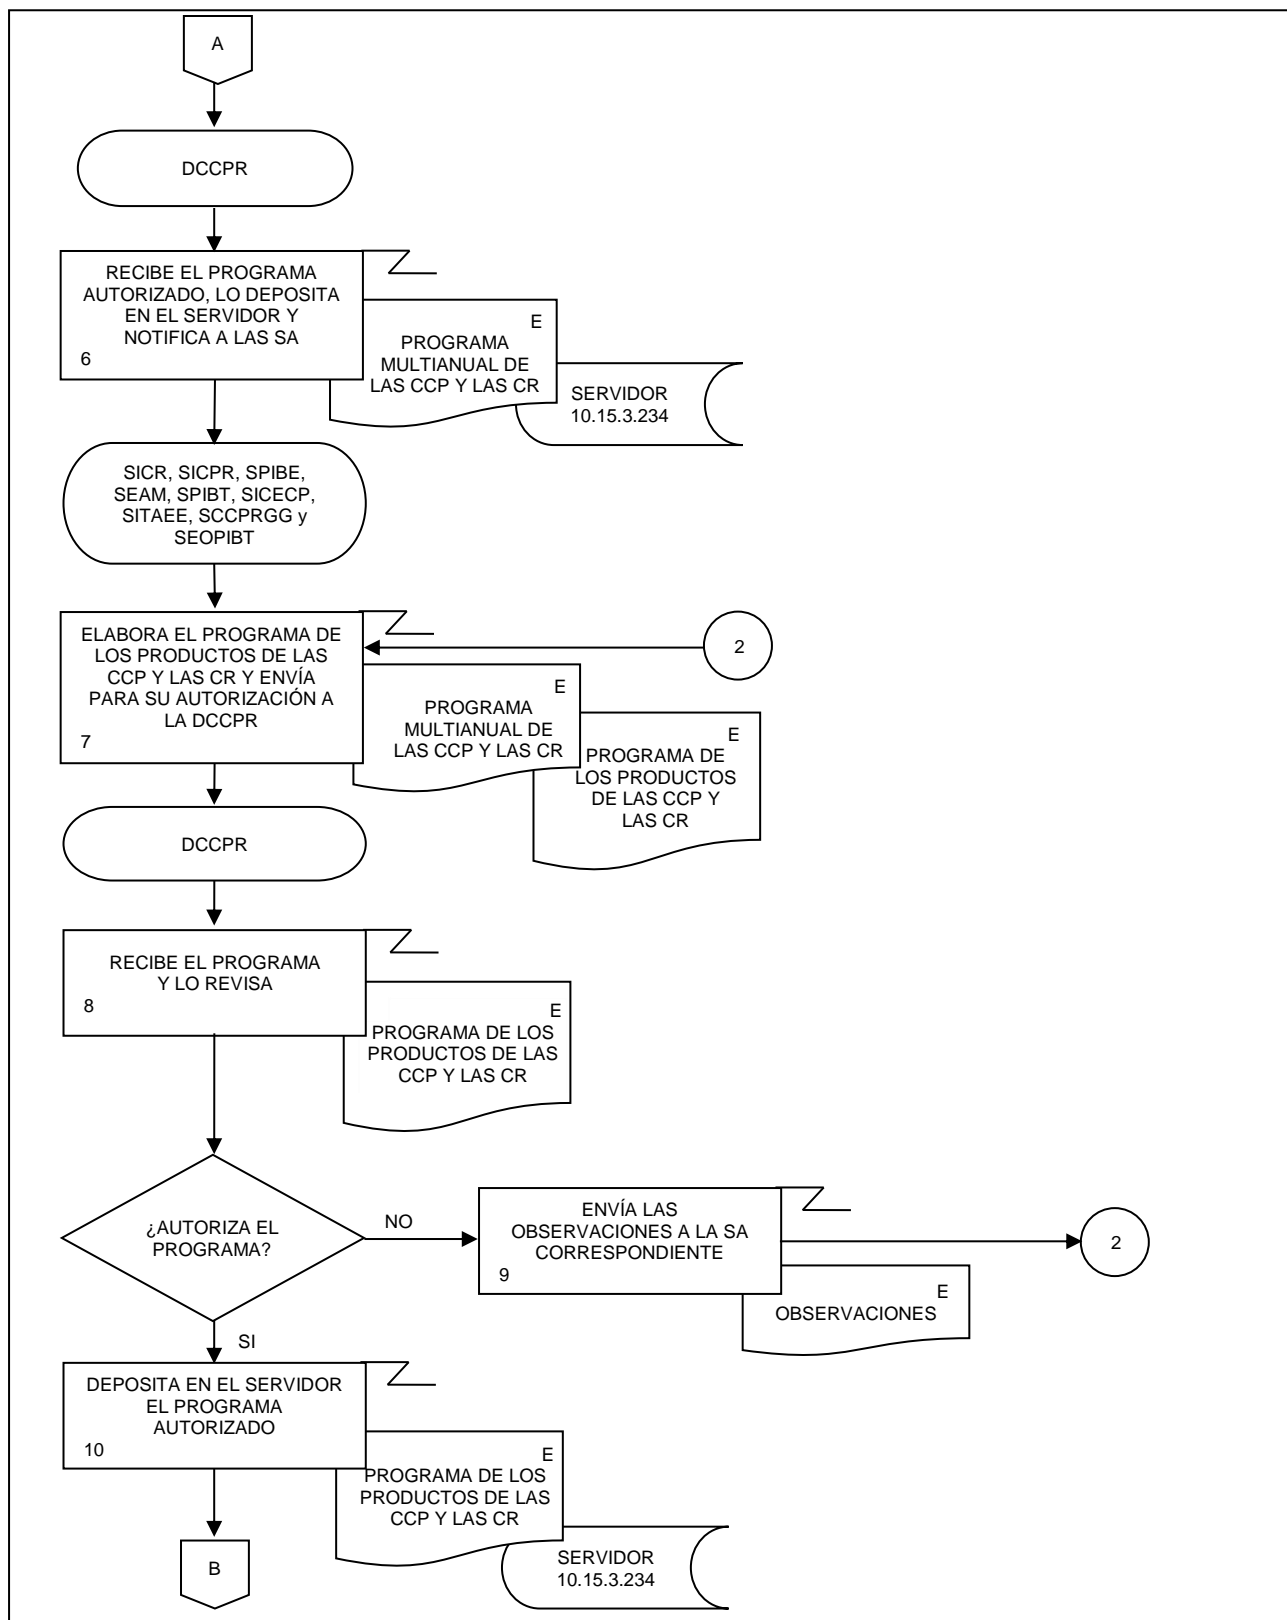 A
DCCPR
RECIBE EL PROGRAMA
AUTORIZADO, LO DEPOSITA
EN EL SERVIDOR Y
NOTIFICA A LAS SA
6
E
PROGRAMA
MULTIANUAL DE
LAS CCP Y LAS CR
SERVIDOR
10.15.3.234
SICR, SICPR, SPIBE,
SEAM, SPIBT, SICECP,
SITAEE, SCCPRGG y
SEOPIBT
ELABORA EL PROGRAMA DE
LOS PRODUCTOS DE LAS
CCP Y LAS CR Y ENVÍA
PARA SU AUTORIZACIÓN A
LA DCCPR
7
2
E
PROGRAMA
MULTIANUAL DE
LAS CCP Y LAS CR
E
PROGRAMA DE
LOS PRODUCTOS
DE LAS CCP Y
LAS CR
DCCPR
RECIBE EL PROGRAMA
Y LO REVISA
8
E
PROGRAMA DE LOS
PRODUCTOS DE LAS
CCP Y LAS CR
¿AUTORIZA EL
PROGRAMA?
NO
ENVÍA LAS
OBSERVACIONES A LA SA
CORRESPONDIENTE
9
2
E
OBSERVACIONES
SI
DEPOSITA EN EL SERVIDOR
EL PROGRAMA
AUTORIZADO
10
E
PROGRAMA DE LOS
PRODUCTOS DE LAS
CCP Y LAS CR
SERVIDOR
10.15.3.234
B